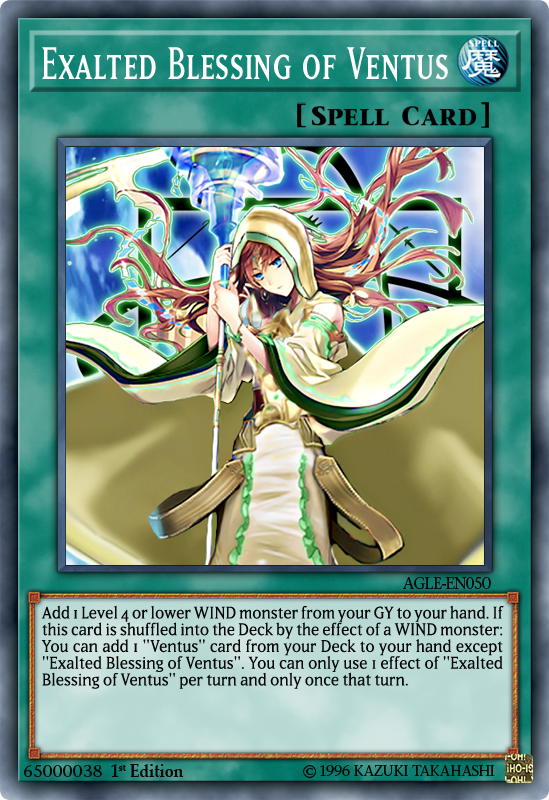 Exalted Blessing of Ventus
SPELL
魔
[Spell Card]
AGLE-EN050
Add 1 Level 4 or lower WIND monster from your GY to your hand. If
this card is shuffled into the Deck by the effect of a WIND monster:
You can add 1 "Ventus" card from your Deck to your hand except
"Exalted Blessing of Ventus". You can only use 1 effect of "Exalted
Blessing of Ventus" per turn and only once that turn.
65000038 1st Edition
© 1996 KAZUKI TAKAHASHI